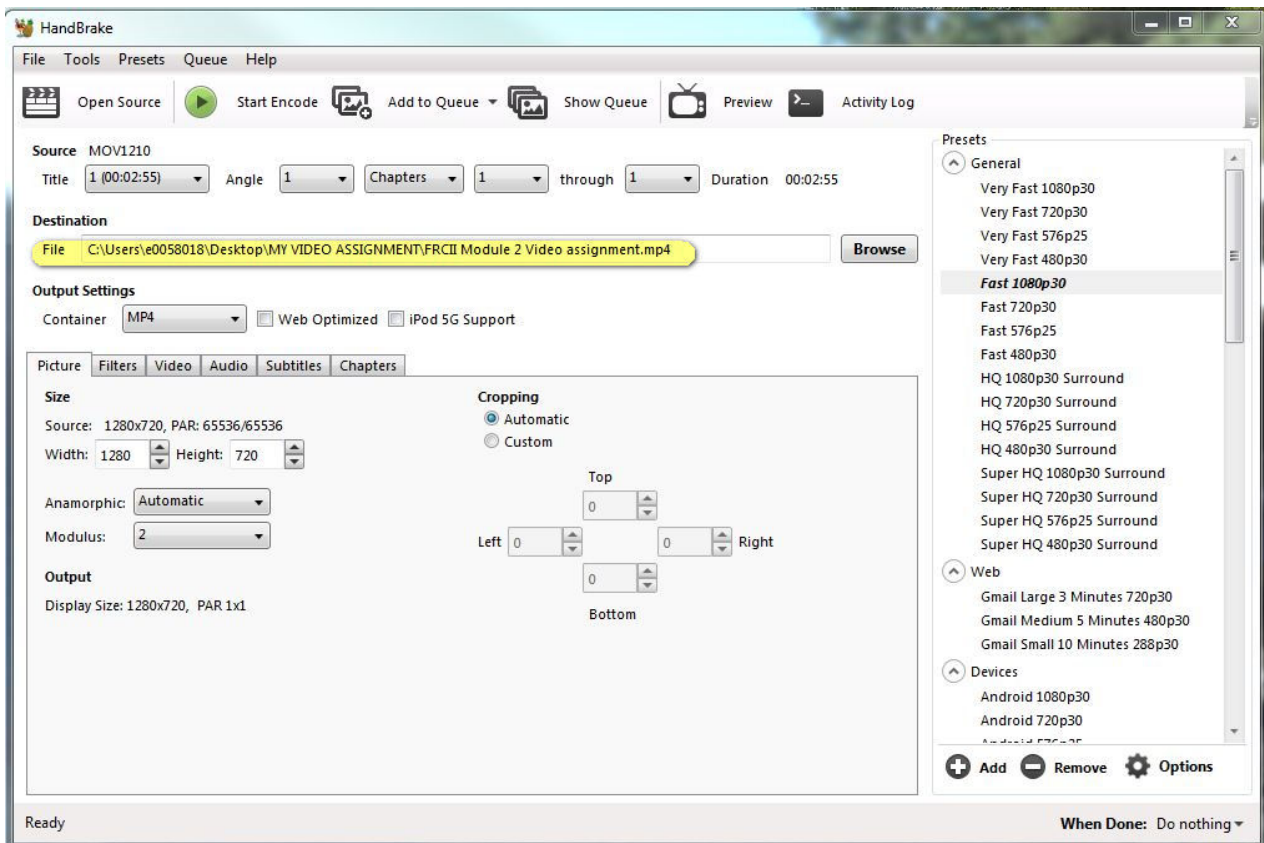 HandBrake
File Tools Presets Queue Help
Open Source Start Encode Add to Queue Show Queue Preview Activity Log
Source MOV1210
Title 1 (00:02:55) Angle 1 Chapters 1 through 1 Duration 00:02:55
Destination
File C:\Users\e0058018\Desktop\MY VIDEO ASSIGNMENT\FRCII Module 2 Video assignment.mp4 Browse
Output Settings
Container MP4 Web Optimized iPod 5G Support
Picture Filters Video Audio Subtitles Chapters
Size
Source: 1280x720, PAR: 65536/65536
Width: 1280 Height: 720
Anamorphic: Automatic
Modulus: 2
Output
Display Size: 1280x720, PAR 1x1
Cropping
Automatic
Custom
Top
0
Left 0 0 Right
0
Bottom
Presets
General
Very Fast 1080p30
Very Fast 720p30
Very Fast 576p25
Very Fast 480p30
Fast 1080p30
Fast 720p30
Fast 576p25
Fast 480p30
HQ 1080p30 Surround
HQ 720p30 Surround
HQ 576p25 Surround
HQ 480p30 Surround
Super HQ 1080p30 Surround
Super HQ 720p30 Surround
Super HQ 576p25 Surround
Super HQ 480p30 Surround
Web
Gmail Large 3 Minutes 720p30
Gmail Medium 5 Minutes 480p30
Gmail Small 10 Minutes 288p30
Devices
Android 1080p30
Android 720p30
Add Remove Options
Ready When Done: Do nothing